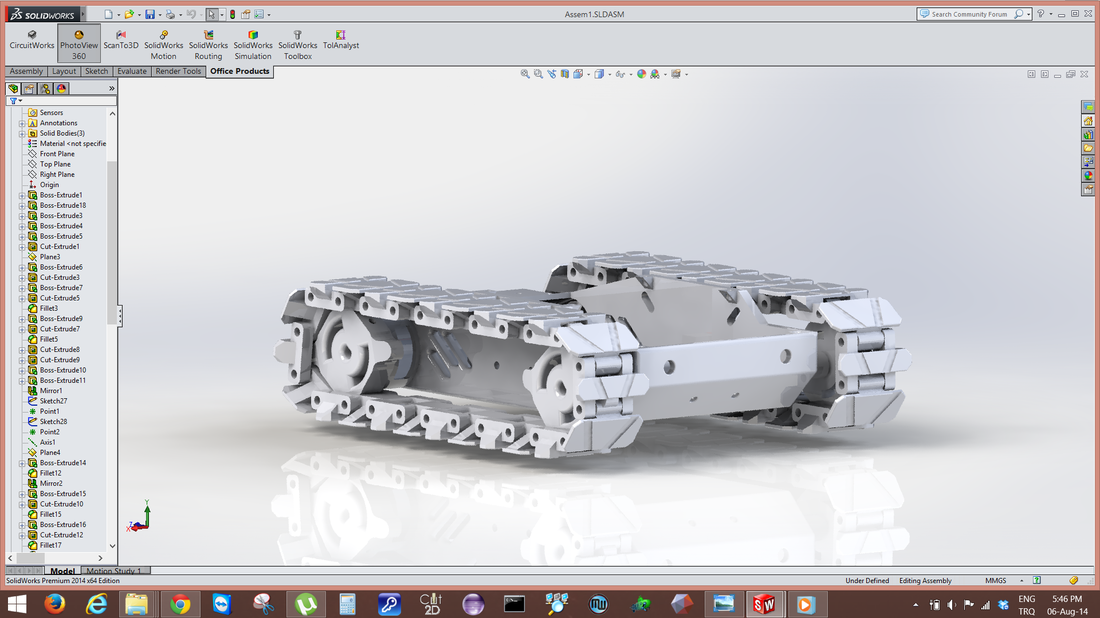 SOLIDWORKS
Assem1.SLDASM
Search Community Forum
CircuitWorks
PhotoView
360
ScanTo3D
SolidWorks
Motion
SolidWorks
Routing
SolidWorks
Simulation
SolidWorks
Toolbox
TolAnalyst
Assembly Layout Sketch Evaluate Render Tools Office Products
Sensors
Annotations
Solid Bodies(3)
Material <not specifie
Front Plane
Top Plane
Right Plane
Origin
Boss-Extrude1
Boss-Extrude18
Boss-Extrude3
Boss-Extrude4
Boss-Extrude5
Cut-Extrude1
Plane3
Boss-Extrude6
Cut-Extrude3
Boss-Extrude7
Cut-Extrude5
Fillet3
Boss-Extrude9
Cut-Extrude7
Fillet5
Cut-Extrude8
Cut-Extrude9
Boss-Extrude10
Boss-Extrude11
Mirror1
Sketch27
Point1
Sketch28
Point2
Axis1
Plane4
Boss-Extrude14
Fillet12
Mirror2
Boss-Extrude15
Cut-Extrude10
Fillet15
Boss-Extrude16
Cut-Extrude12
Fillet17
Y
X
Z
Model Motion Study 1
SolidWorks Premium 2014 x64 Edition
Under Defined Editing Assembly MMGS
2D
SW
ENG
TRQ
5:46 PM
06-Aug-14